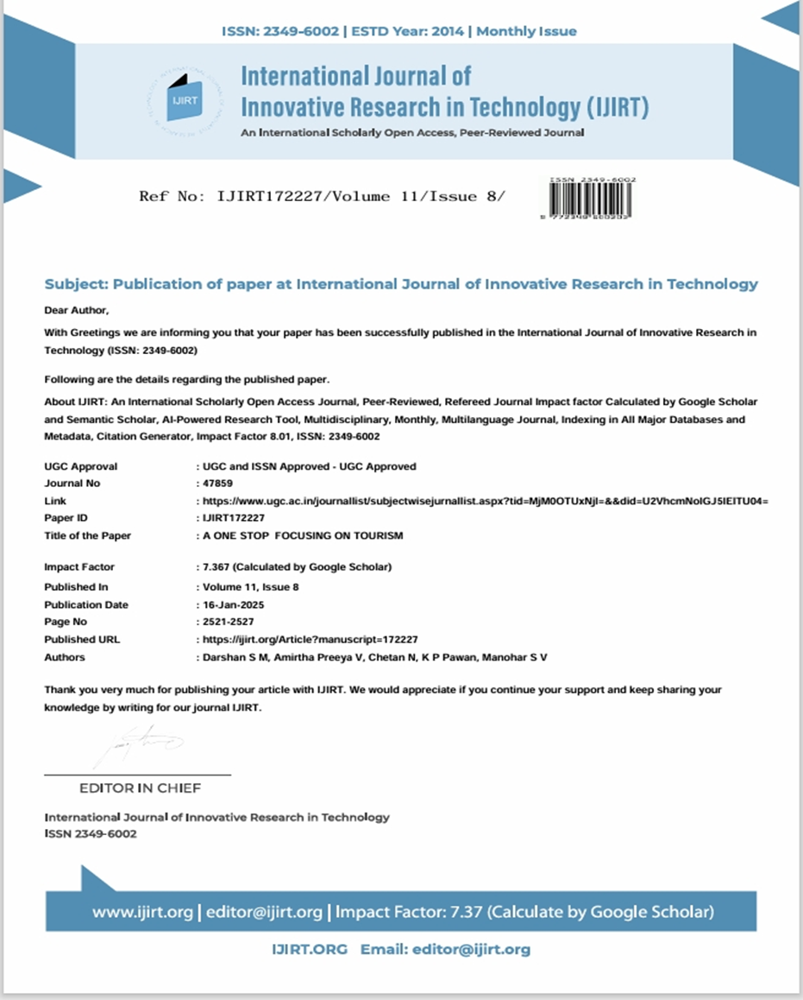 ISSN: 2349-6002 | ESTD Year: 2014 | Monthly Issue
IJIRT
International Journal of
Innovative Research in Technology (IJIRT)
An International Scholarly Open Access, Peer-Reviewed Journal
Ref No: IJIRT172227/Volume 11/Issue 8/
ISSN 2349-6002
Subject: Publication of paper at International Journal of Innovative Research in Technology
Dear Author,
With Greetings we are informing you that your paper has been successfully published in the International Journal of Innovative Research in
Technology (ISSN: 2349-6002)
Following are the details regarding the published paper.
About IJIRT: An International Scholarly Open Access Journal, Peer-Reviewed, Refereed Journal Impact factor Calculated by Google Scholar
and Semantic Scholar, AI-Powered Research Tool, Multidisciplinary, Monthly, Multilanguage Journal, Indexing in All Major Databases and
Metadata, Citation Generator, Impact Factor 8.01, ISSN: 2349-6002
UGC Approval : UGC and ISSN Approved - UGC Approved
Journal No : 47859
Link : https://www.ugc.ac.in/journallist/subjectwisejurnallist.aspx?tid=MjM0OTUxNjI=&&did=U2VhcmNoIGJ5IEITU04=
Paper ID : IJIRT172227
Title of the Paper : A ONE STOP FOCUSING ON TOURISM
Impact Factor : 7.367 (Calculated by Google Scholar)
Published In : Volume 11, Issue 8
Publication Date : 16-Jan-2025
Page No : 2521-2527
Published URL : https://ijirt.org/Article?manuscript=172227
Authors : Darshan S M, Amirtha Preeya V, Chetan N, K P Pawan, Manohar S V
Thank you very much for publishing your article with IJIRT. We would appreciate if you continue your support and keep sharing your
knowledge by writing for our journal IJIRT.
EDITOR IN CHIEF
International Journal of Innovative Research in Technology
ISSN 2349-6002
www.ijirt.org | editor@ijirt.org | Impact Factor: 7.37 (Calculate by Google Scholar)
IJIRT.ORG Email: editor@ijirt.org